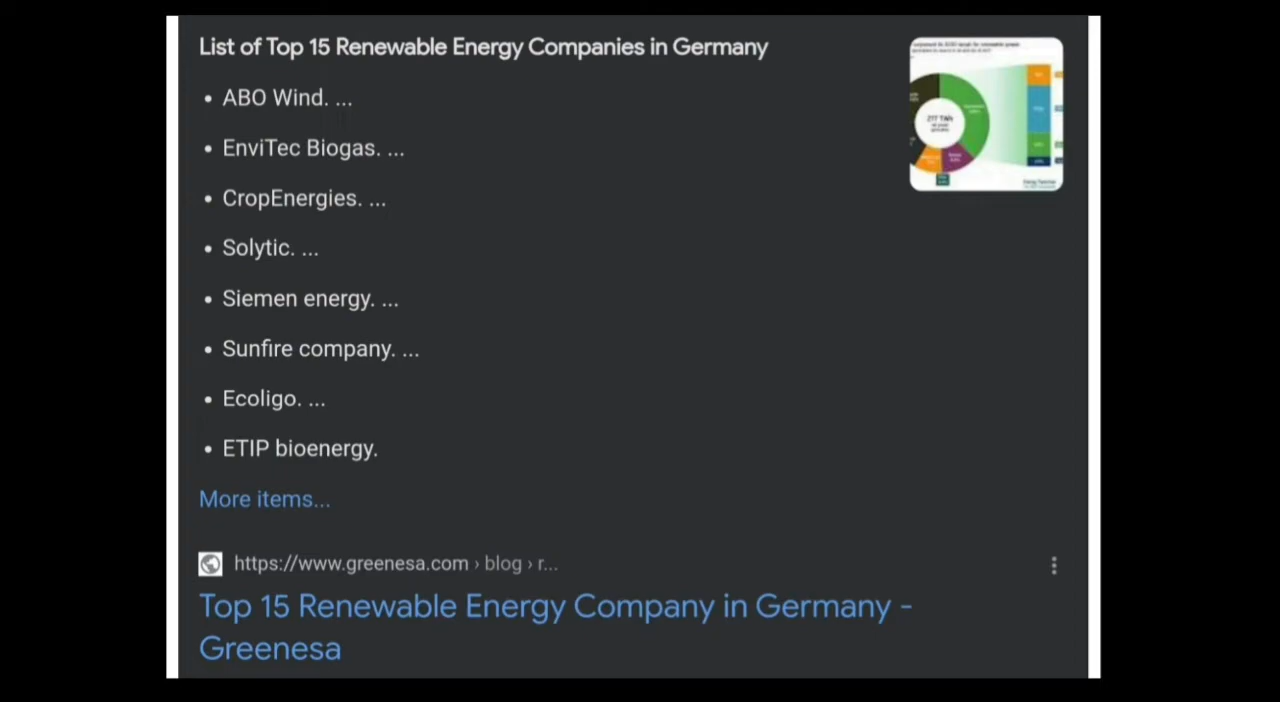 List of Top 15 Renewable Energy Companies in Germany
• ABO Wind. ...
• EnviTec Biogas. ...
• CropEnergies. ...
• Solytic. ...
• Siemen energy. ...
• Sunfire company. ...
• Ecoligo. ...
• ETIP bioenergy.
More items...
https://www.greenesa.com › blog › r...
Top 15 Renewable Energy Company in Germany -
Greenesa